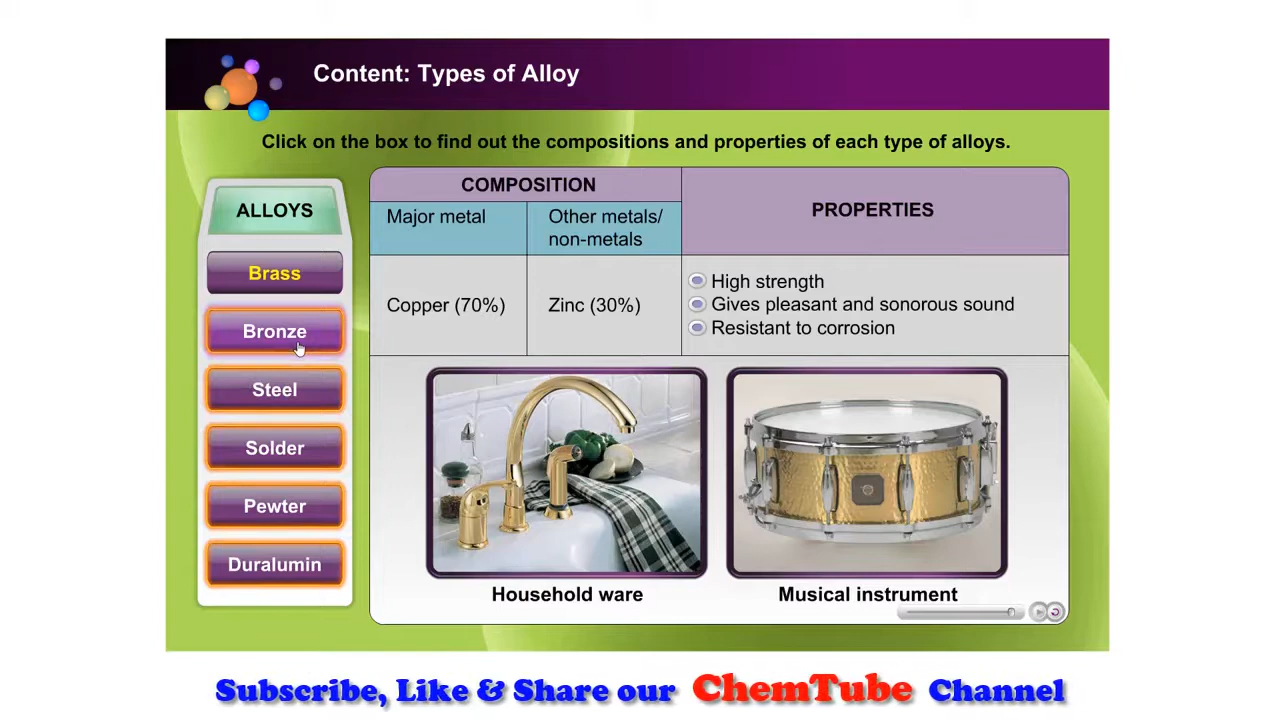 Content: Types of Alloy
Click on the box to find out the compositions and properties of each type of alloys.
ALLOYS
Brass
Bronze
Steel
Solder
Pewter
Duralumin
COMPOSITION
PROPERTIES
Major metal
Other metals/
non-metals
Copper (70%)
Zinc (30%)
High strength
Gives pleasant and sonorous sound
Resistant to corrosion
Household ware
Musical instrument
Subscribe, Like & Share our ChemTube Channel